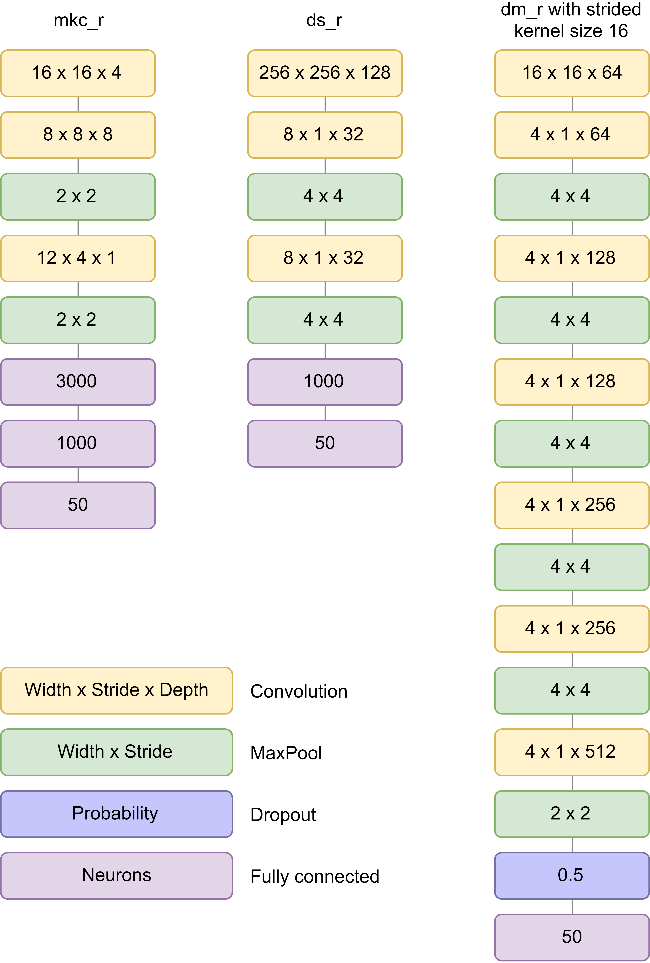 mkc_r
16 x 16 x 4
8 x 8 x 8
2 x 2
12 x 4 x 1
2 x 2
3000
1000
50
ds_r
256 x 256 x 128
8 x 1 x 32
4 x 4
8 x 1 x 32
4 x 4
1000
50
dm_r with strided
kernel size 16
16 x 16 x 64
4 x 1 x 64
4 x 4
4 x 1 x 128
4 x 4
4 x 1 x 128
4 x 4
4 x 1 x 256
4 x 4
4 x 1 x 256
4 x 4
4 x 1 x 512
2 x 2
0.5
50
Width x Stride x Depth
Convolution
Width x Stride
MaxPool
Probability
Dropout
Neurons
Fully connected